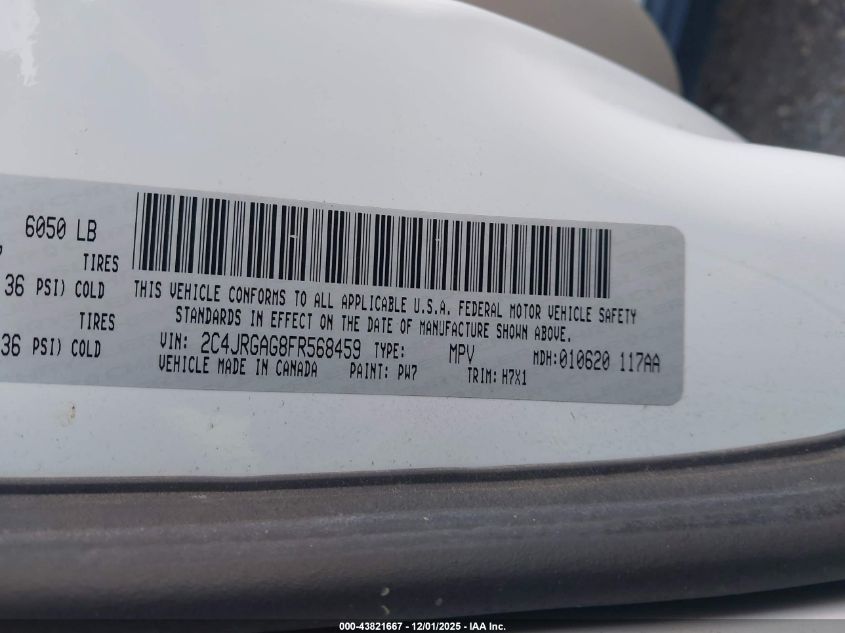 6050 LB
TIRES
36 PSI) COLD
TIRES
36 PSI) COLD
THIS VEHICLE CONFORMS TO ALL APPLICABLE U.S.A. FEDERAL MOTOR VEHICLE SAFETY
STANDARDS IN EFFECT ON THE DATE OF MANUFACTURE SHOWN ABOVE.
VIN: 2C4JRGAG8FR568459 TYPE: MPV MDH:010620 117AA
VEHICLE MADE IN CANADA PAINT: PW7 TRIM: H7X1
000-43821667 - 12/01/2025 - IAA Inc.